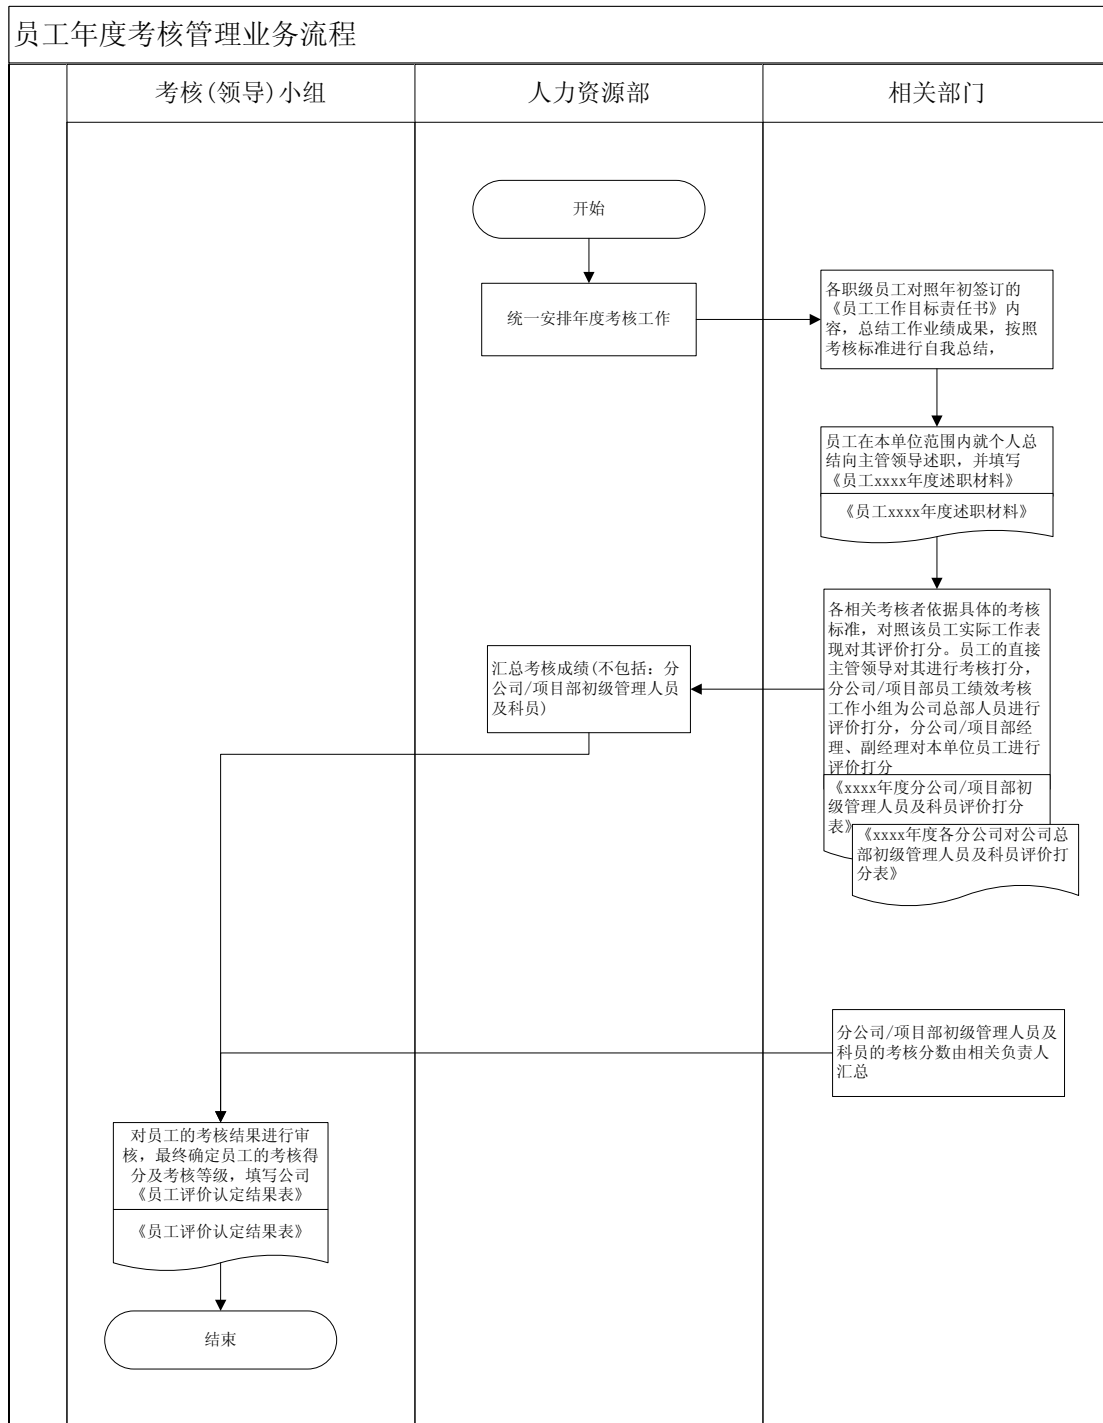 员工年度考核管理业务流程
考核(领导)小组
人力资源部
相关部门
开始
统一安排年度考核工作
各职级员工对照年初签订的
《员工工作目标责任书》内
容，总结工作业绩成果，按照
考核标准进行自我总结，
员工在本单位范围内就个人总
结向主管领导述职，并填写
《员工xxxx年度述职材料》
《员工xxxx年度述职材料》
各相关考核者依据具体的考核
标准，对照该员工实际工作表
现对其评价打分。员工的直接
主管领导对其进行考核打分，
分公司/项目部员工绩效考核
工作小组为公司总部人员进行
评价打分，分公司/项目部经
理、副经理对本单位员工进行
评价打分
《xxxx年度分公司/项目部初
级管理人员及科员评价打分
表》
《xxxx年度各分公司对公司总
部初级管理人员及科员评价打
分表》
汇总考核成绩(不包括：分
公司/项目部初级管理人员
及科员)
分公司/项目部初级管理人员及
科员的考核分数由相关负责人
汇总
对员工的考核结果进行审
核，最终确定员工的考核得
分及考核等级，填写公司
《员工评价认定结果表》
《员工评价认定结果表》
结束